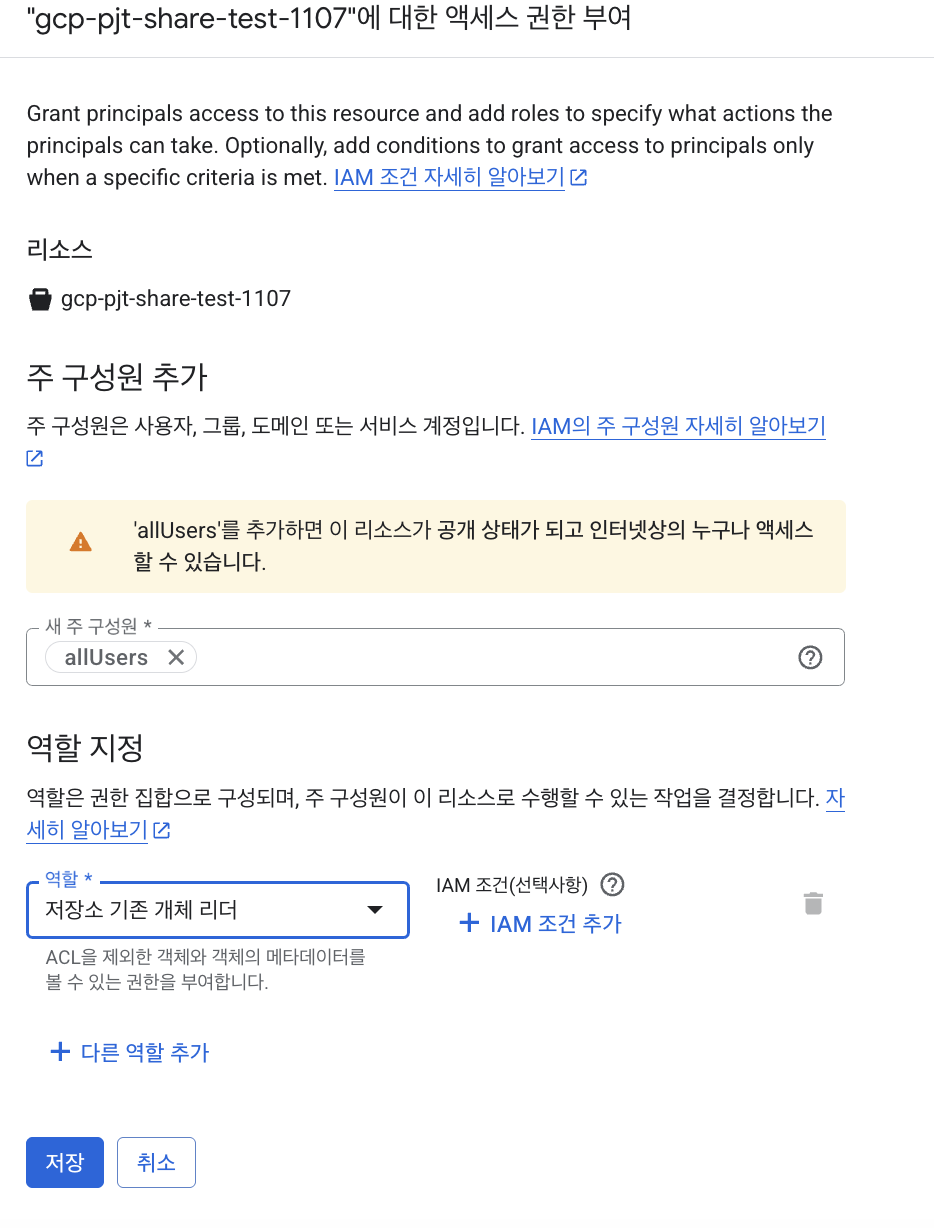 "gcp-pjt-share-test-1107"에 대한 액세스 권한 부여
Grant principals access to this resource and add roles to specify what actions the
principals can take. Optionally, add conditions to grant access to principals only
when a specific criteria is met. IAM 조건 자세히 알아보기
리소스
gcp-pjt-share-test-1107
주 구성원 추가
주 구성원은 사용자, 그룹, 도메인 또는 서비스 계정입니다. IAM의 주 구성원 자세히 알아보기
'allUsers'를 추가하면 이 리소스가 공개 상태가 되고 인터넷상의 누구나 액세스
할 수 있습니다.
새 주 구성원 *
allUsers
역할 지정
역할은 권한 집합으로 구성되며, 주 구성원이 이 리소스로 수행할 수 있는 작업을 결정합니다. 자
세히 알아보기
역할 *
저장소 기존 개체 리더
IAM 조건(선택사항)
+ IAM 조건 추가
ACL을 제외한 객체와 객체의 메타데이터를
볼 수 있는 권한을 부여합니다.
+ 다른 역할 추가
저장
취소